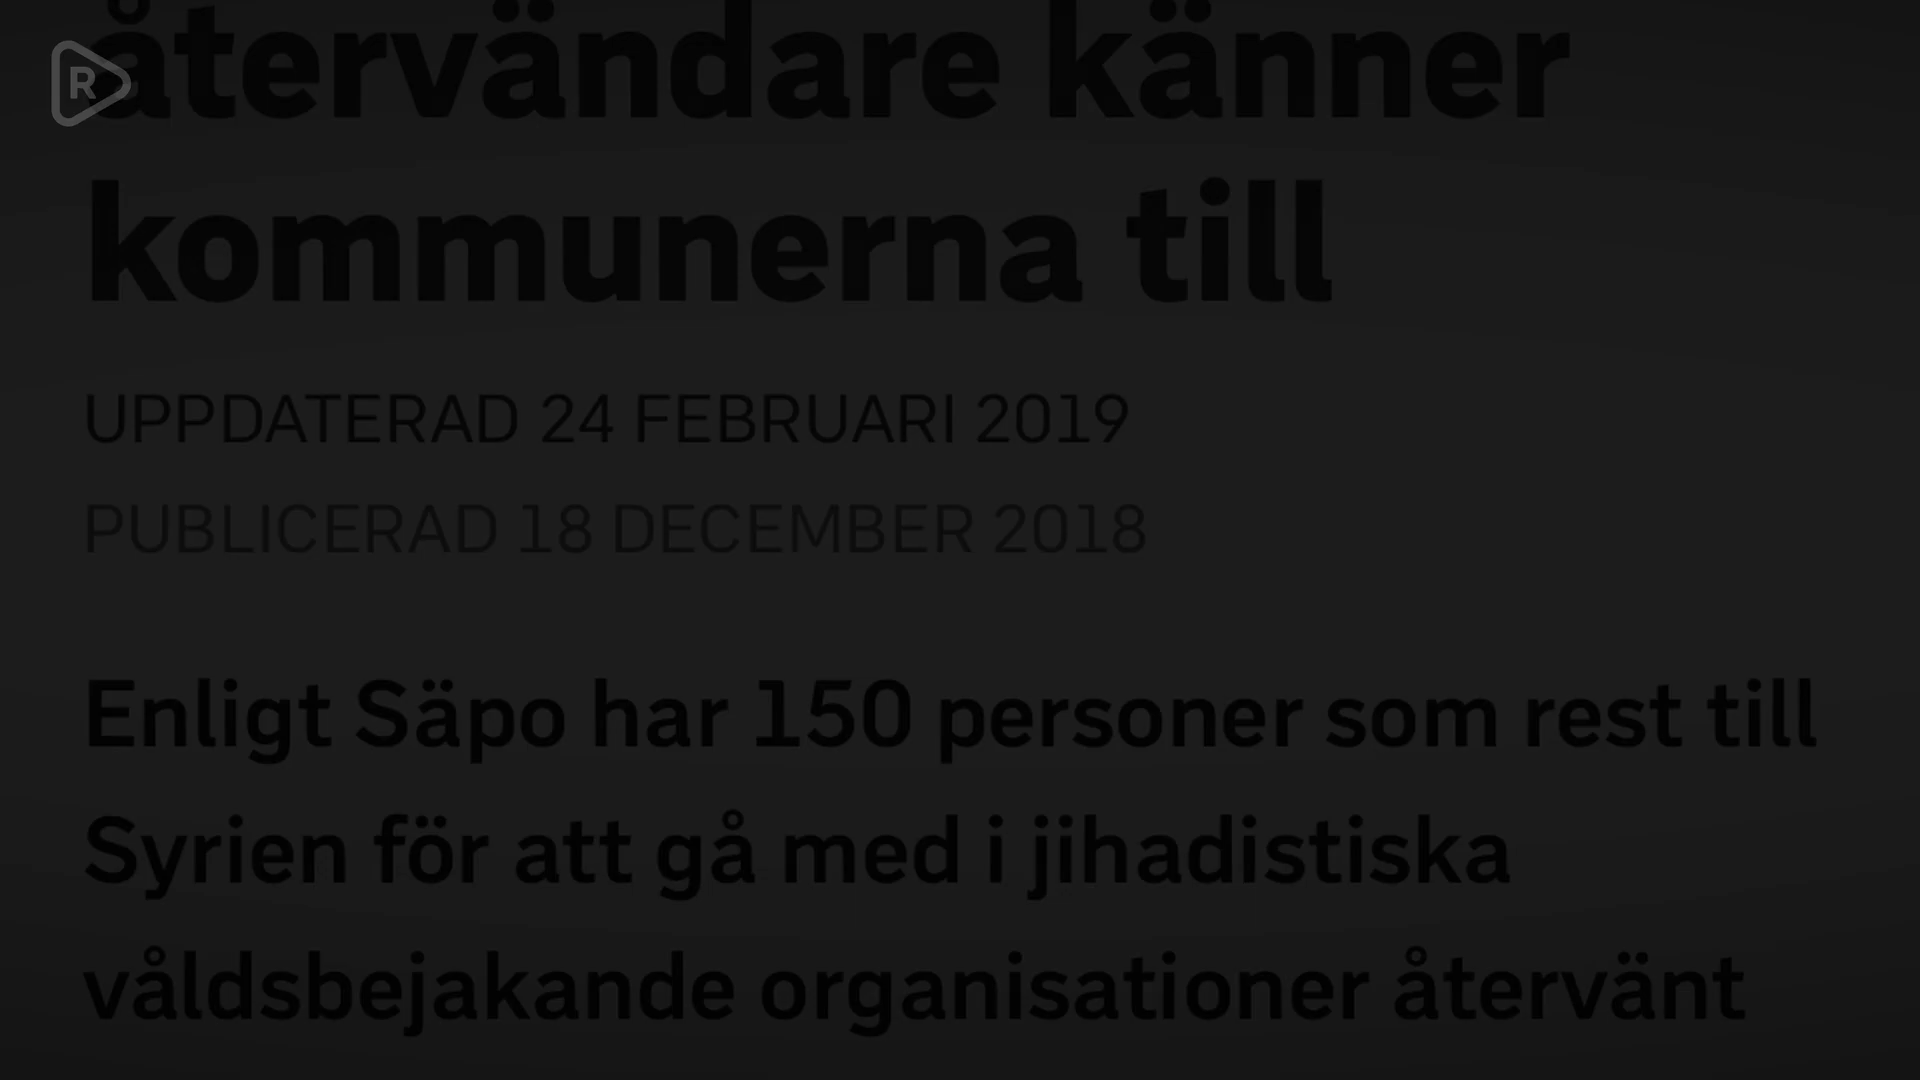 återvändare känner
R
kommunerna till
UPPDATERAD 24 FEBRUARI 2019
PUBLICERAD 18 DECEMBER 2018
Enligt Säpo har 150 personer som rest till
Syrien för att gå med i jihadistiska
våldsbejakande organisationer återvänt